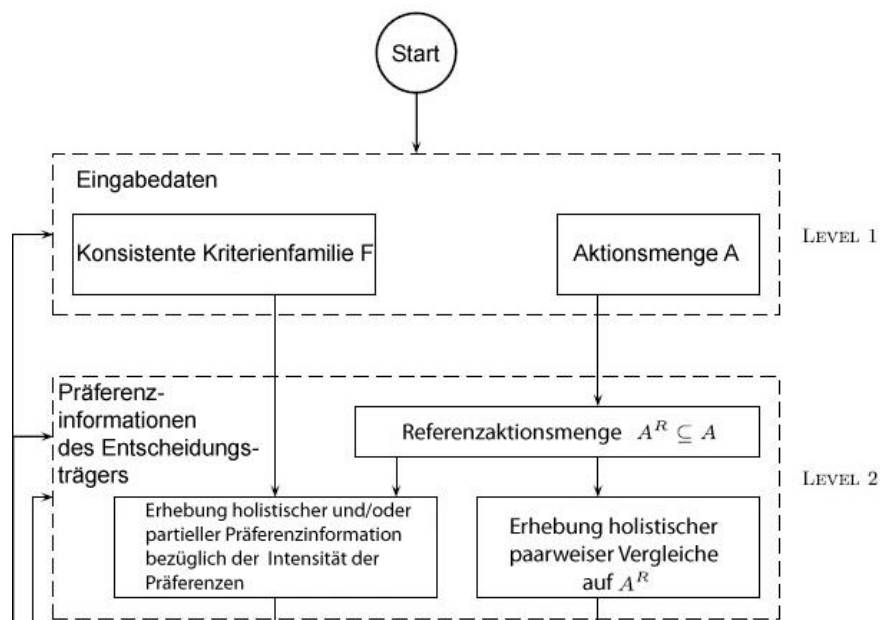 Start
Eingabedaten
Konsistente Kriterienfamilie F
Aktionsmenge A
LEVEL 1
Präferenz-
informationen
des Entscheidungs-
trägers
Referenzaktionsmenge A^R ⊆ A
LEVEL 2
Erhebung holistischer und/oder
partieller Präferenzinformation
bezüglich der Intensität der
Präferenzen
Erhebung holistischer
paarweiser Vergleiche
auf A^R